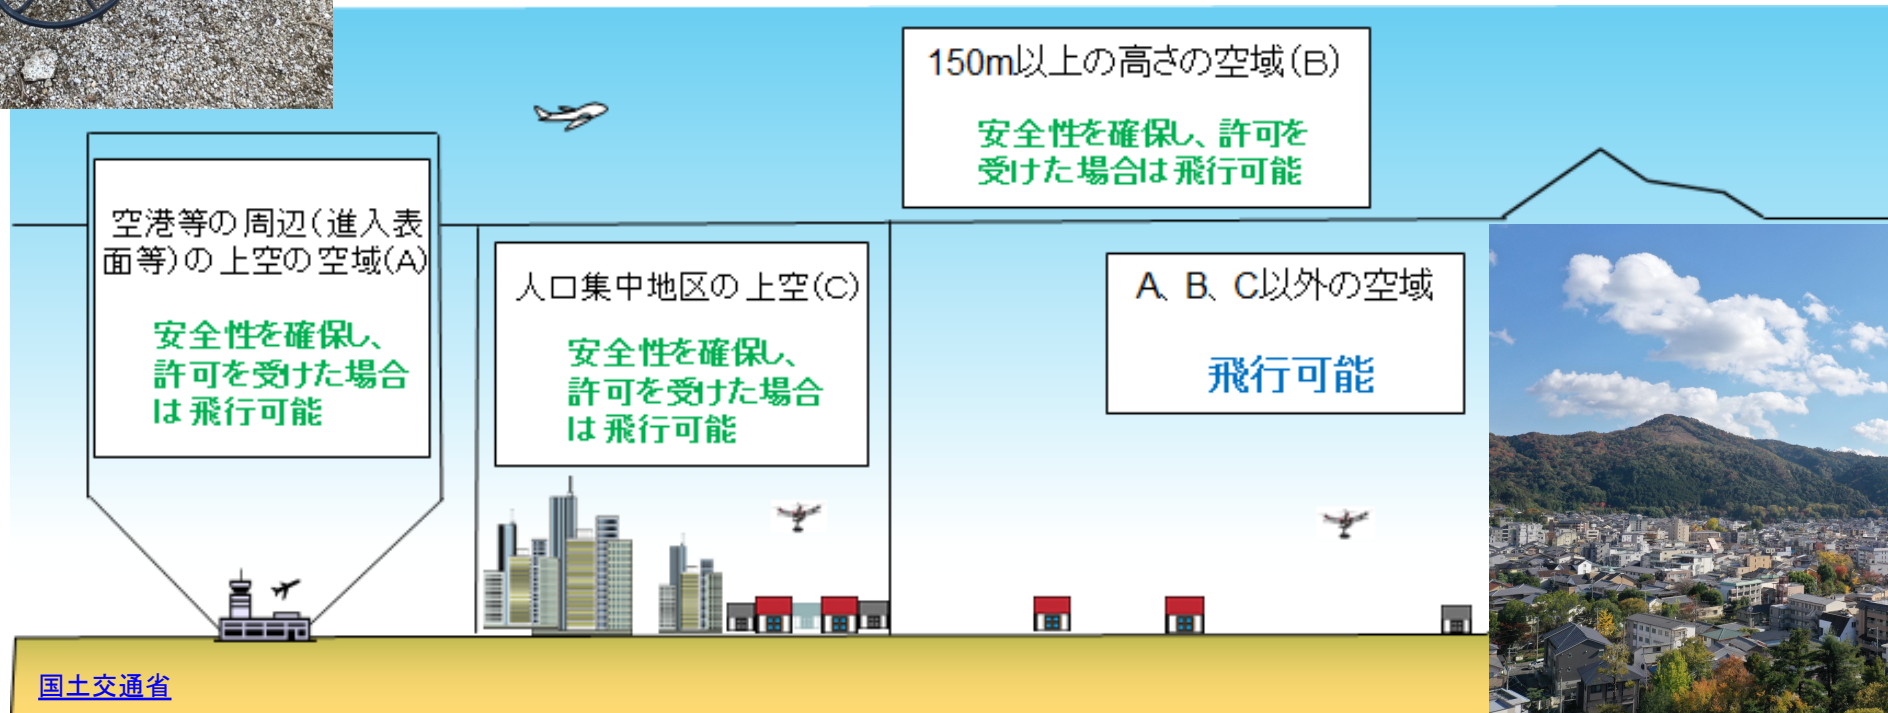 150m以上の高さの空域(B)
安全性を確保し、許可を
受けた場合は飛行可能
空港等の周辺(進入表
面等)の上空の空域(A)
安全性を確保し、
許可を受けた場合
は飛行可能
人口集中地区の上空(C)
安全性を確保し、
許可を受けた場合
は飛行可能
A、B、C以外の空域
飛行可能
国土交通省